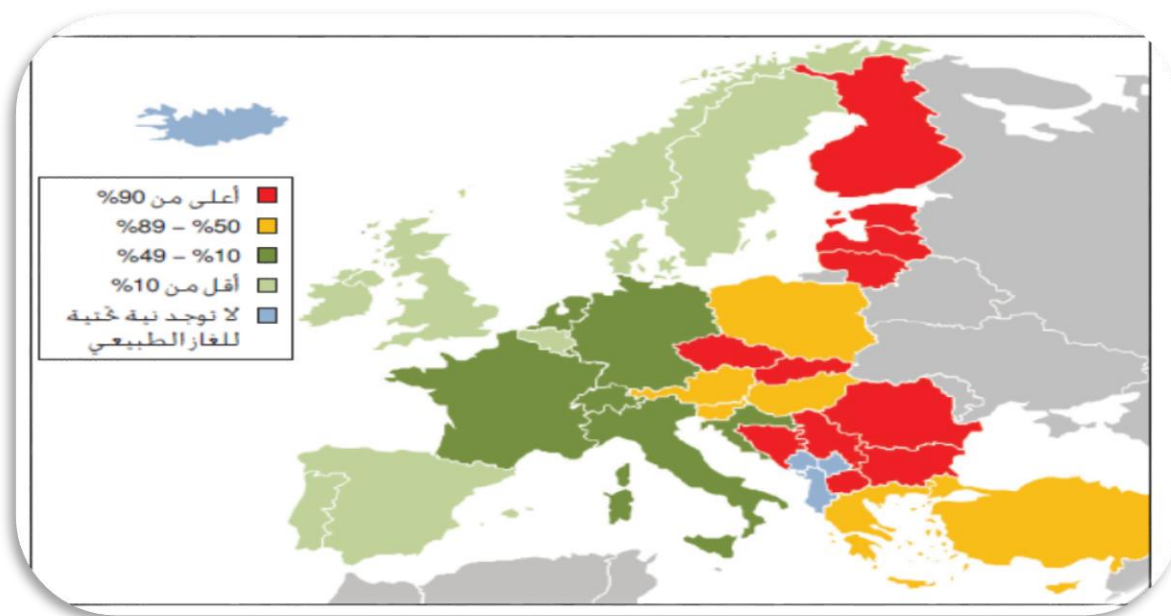 أعلى من 90%
50% – 89%
10% – 49%
أقل من 10%
لا توجد نية تحتية
للغاز الطبيعي